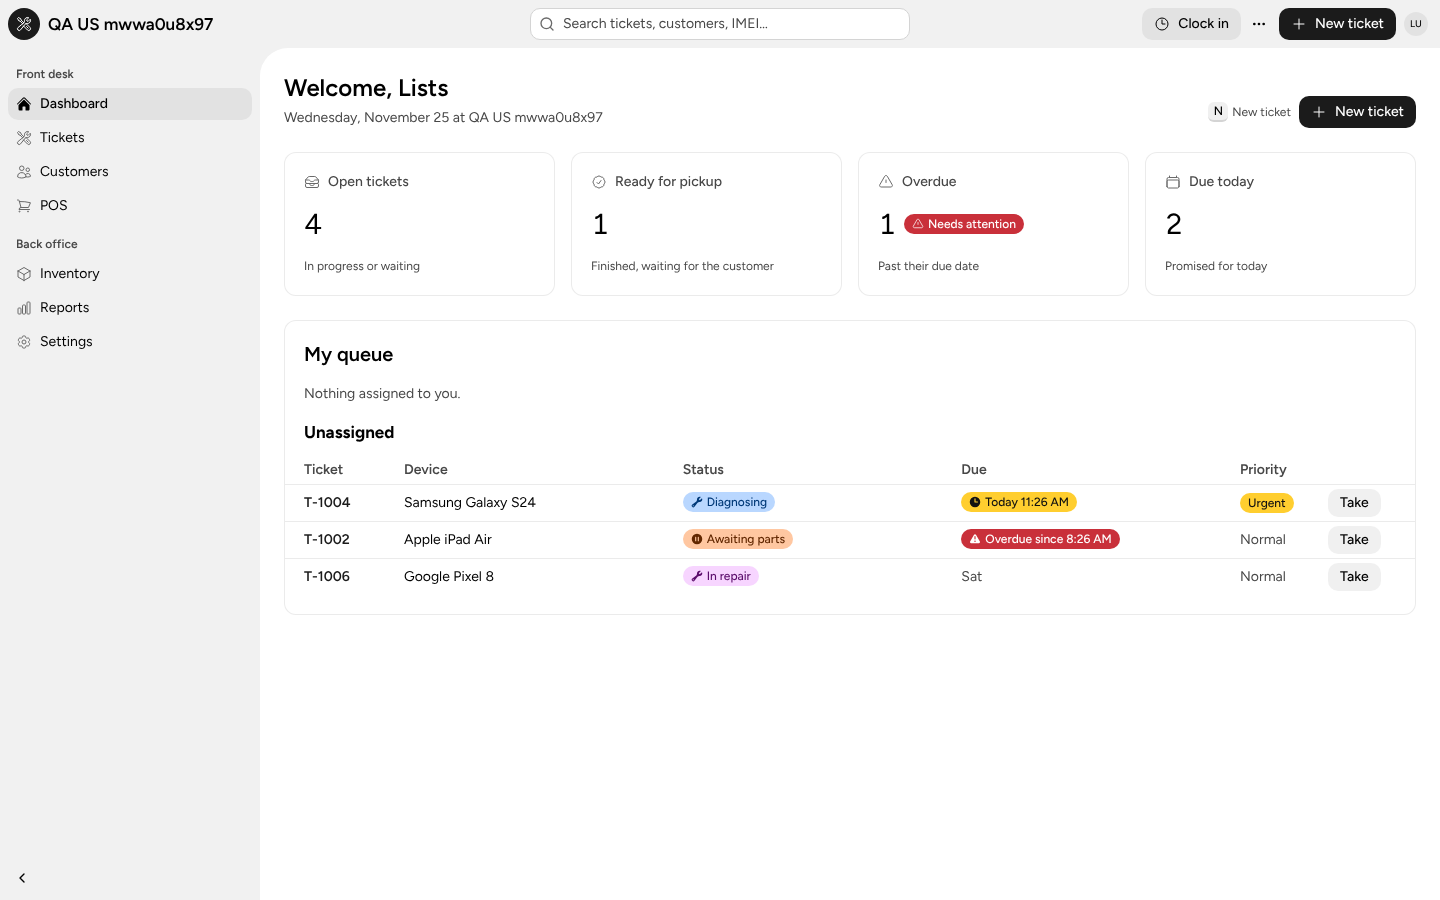 QA US mwwa0u8x97
Search tickets, customers, IMEI...
Clock in
New ticket
LU
Front desk
Dashboard
Tickets
Customers
POS
Back office
Inventory
Reports
Settings
Welcome, Lists
Wednesday, November 25 at QA US mwwa0u8x97
N New ticket
New ticket
Open tickets
4
In progress or waiting
Ready for pickup
1
Finished, waiting for the customer
Overdue
1 Needs attention
Past their due date
Due today
2
Promised for today
My queue
Nothing assigned to you.
Unassigned
Ticket Device Status Due Priority
T-1004 Samsung Galaxy S24 Diagnosing Today 11:26 AM Urgent Take
T-1002 Apple iPad Air Awaiting parts Overdue since 8:26 AM Normal Take
T-1006 Google Pixel 8 In repair Sat Normal Take